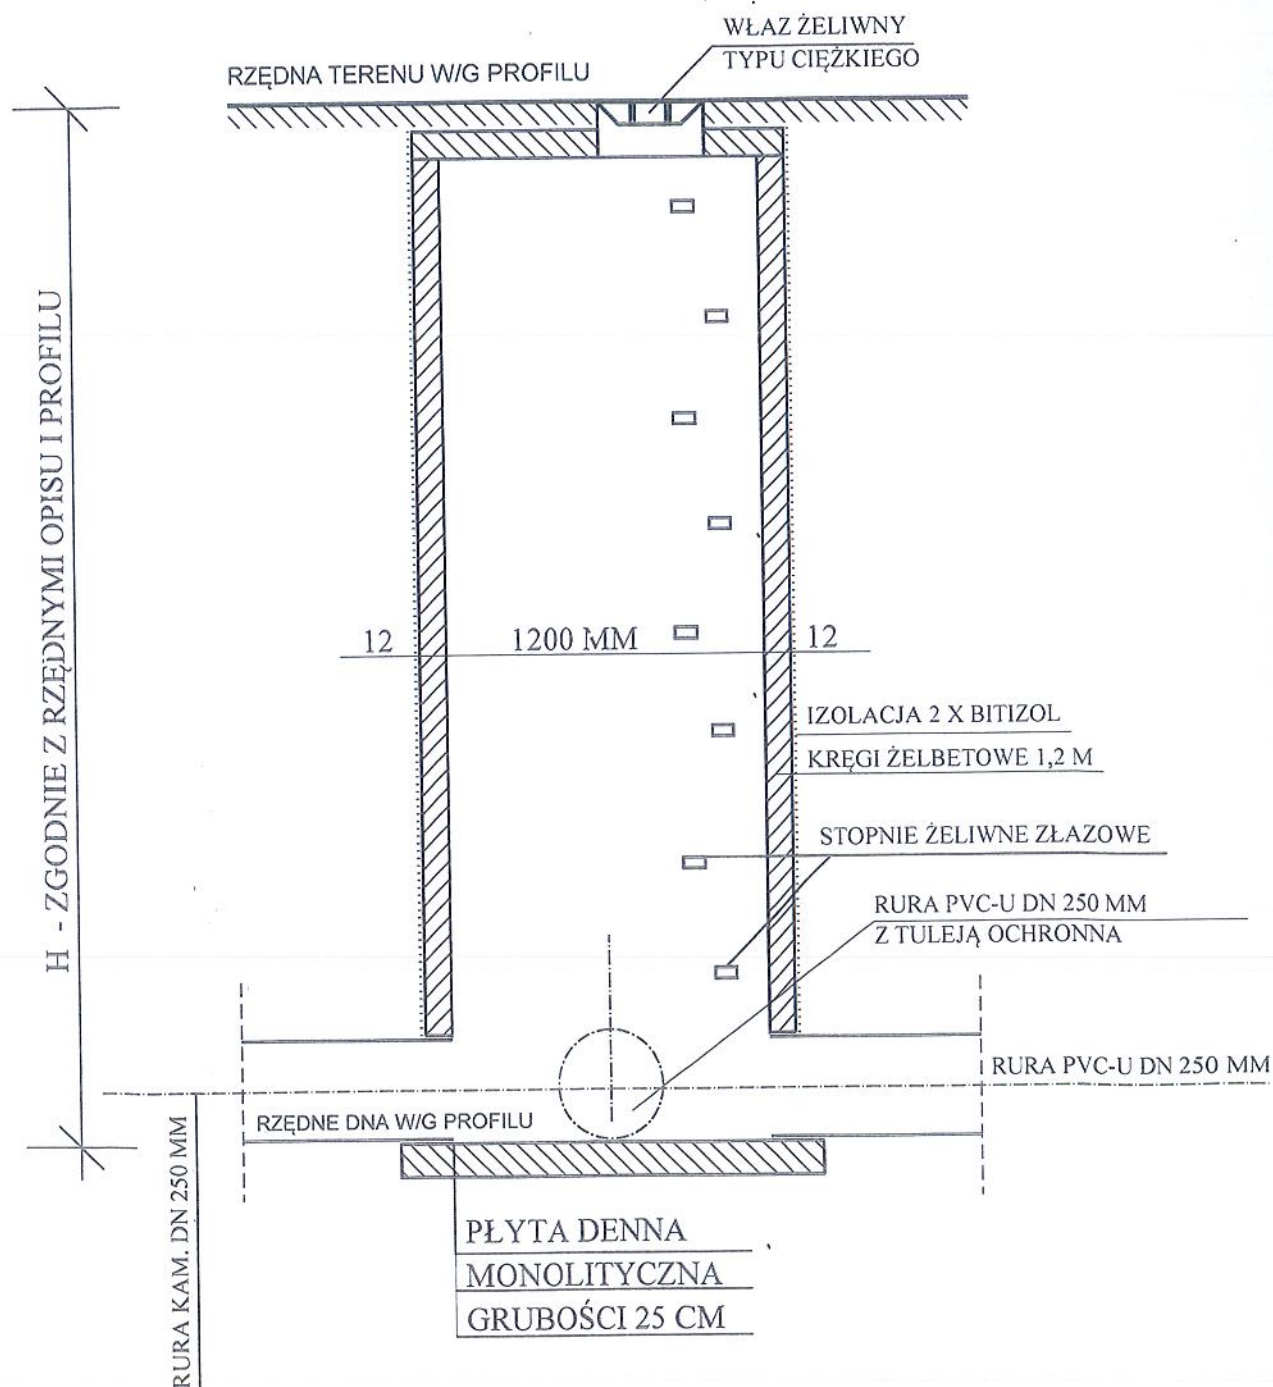 WŁAZ ŻELIWNY
TYPU CIĘŻKIEGO
RZĘDNA TERENU W/G PROFILU
H - ZGODNIE Z RZĘDNYMI OPISU I PROFILU
12
1200 MM
12
IZOLACJA 2 X BITIZOL
KRĘGI ŻELBETOWE 1,2 M
STOPNIE ŻELIWNE ZŁAZOWE
RURA PVC-U DN 250 MM
Z TULEJĄ OCHRONNA
RURA PVC-U DN 250 MM
RZĘDNE DNA W/G PROFILU
RURA KAM. DN 250 MM
PŁYTA DENNA
MONOLITYCZNA
GRUBOŚCI 25 CM